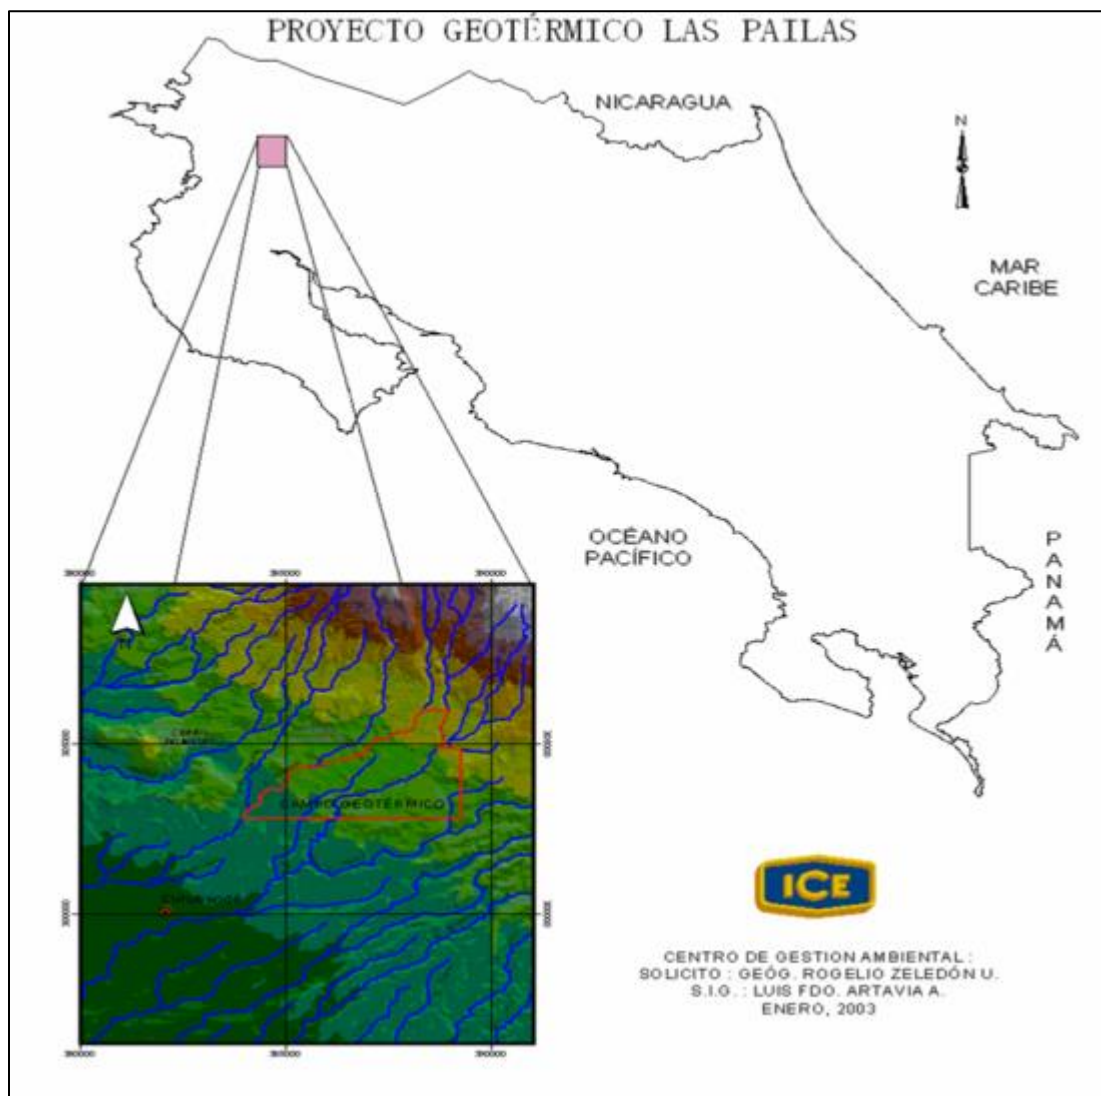 PROYECTO GEOTÉRMICO LAS PAILAS
NICARAGUA
N
MAR
CARIBE
OCÉANO
PACÍFICO
PANAMÁ
CAMPO GEOTÉRMICO
ICE
CENTRO DE GESTION AMBIENTAL :
SOLICITO : GEÓG. ROGELIO ZELEDÓN U.
S.I.G. : LUIS FDO. ARTAVIA A.
ENERO, 2003